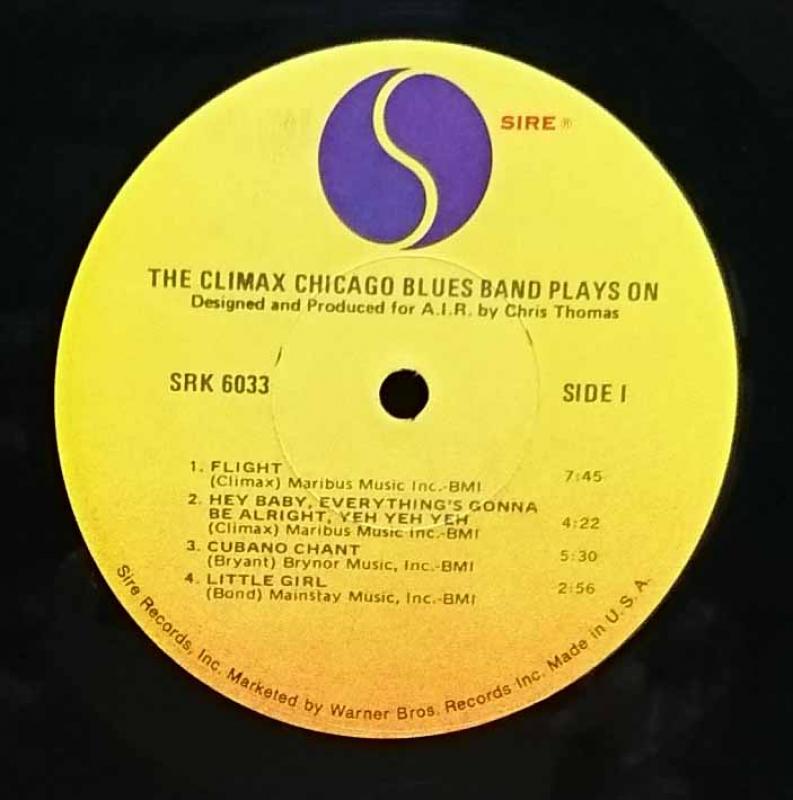 SIRE ®
THE CLIMAX CHICAGO BLUES BAND PLAYS ON
Designed and Produced for A.I.R. by Chris Thomas
SRK 6033
SIDE I
1. FLIGHT
(Climax) Maribus Music Inc.-BMI 7:45
2. HEY BABY, EVERYTHING'S GONNA
BE ALRIGHT, YEH YEH YEH
(Climax) Maribus Music Inc.-BMI 4:22
3. CUBANO CHANT
(Bryant) Brynor Music, Inc.-BMI 5:30
4. LITTLE GIRL
(Bond) Mainstay Music, Inc.-BMI 2:56
Sire Records, Inc. Marketed by Warner Bros. Records Inc. Made in U. S. A.